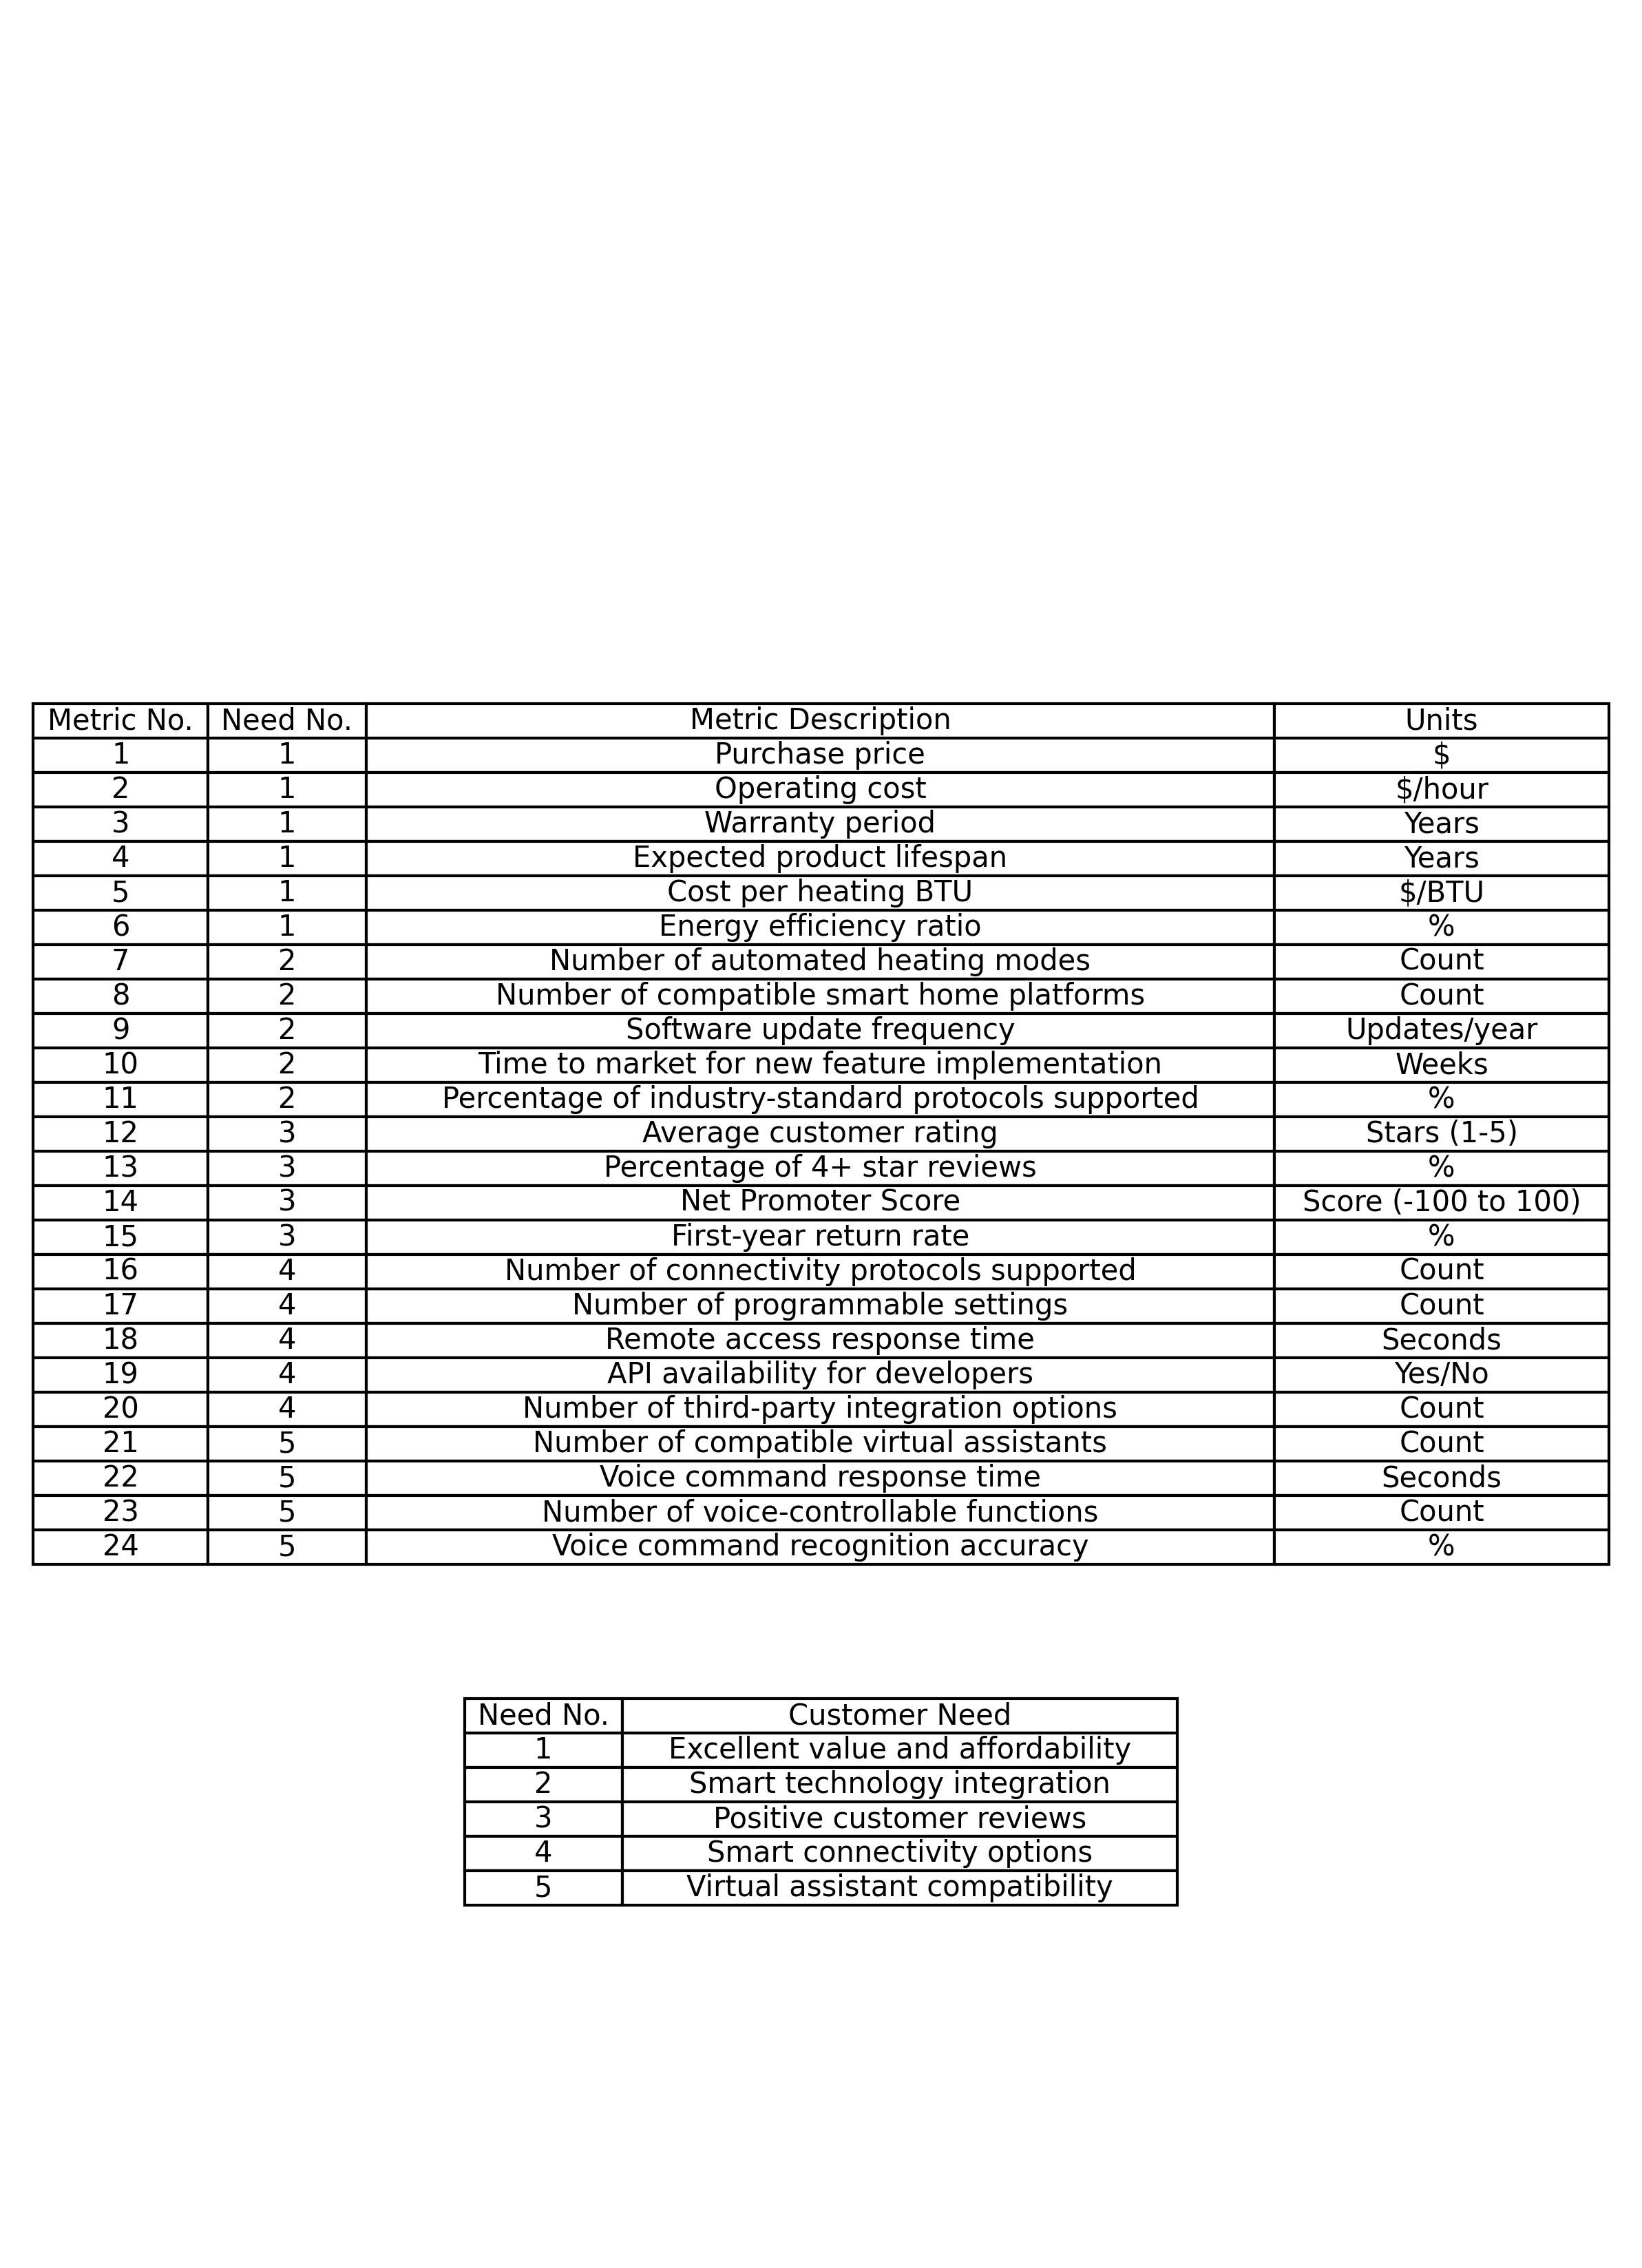 Metric No. Need No. Metric Description Units
1 1 Purchase price $
2 1 Operating cost $/hour
3 1 Warranty period Years
4 1 Expected product lifespan Years
5 1 Cost per heating BTU $/BTU
6 1 Energy efficiency ratio %
7 2 Number of automated heating modes Count
8 2 Number of compatible smart home platforms Count
9 2 Software update frequency Updates/year
10 2 Time to market for new feature implementation Weeks
11 2 Percentage of industry-standard protocols supported %
12 3 Average customer rating Stars (1-5)
13 3 Percentage of 4+ star reviews %
14 3 Net Promoter Score Score (-100 to 100)
15 3 First-year return rate %
16 4 Number of connectivity protocols supported Count
17 4 Number of programmable settings Count
18 4 Remote access response time Seconds
19 4 API availability for developers Yes/No
20 4 Number of third-party integration options Count
21 5 Number of compatible virtual assistants Count
22 5 Voice command response time Seconds
23 5 Number of voice-controllable functions Count
24 5 Voice command recognition accuracy %
Need No. Customer Need
1 Excellent value and affordability
2 Smart technology integration
3 Positive customer reviews
4 Smart connectivity options
5 Virtual assistant compatibility